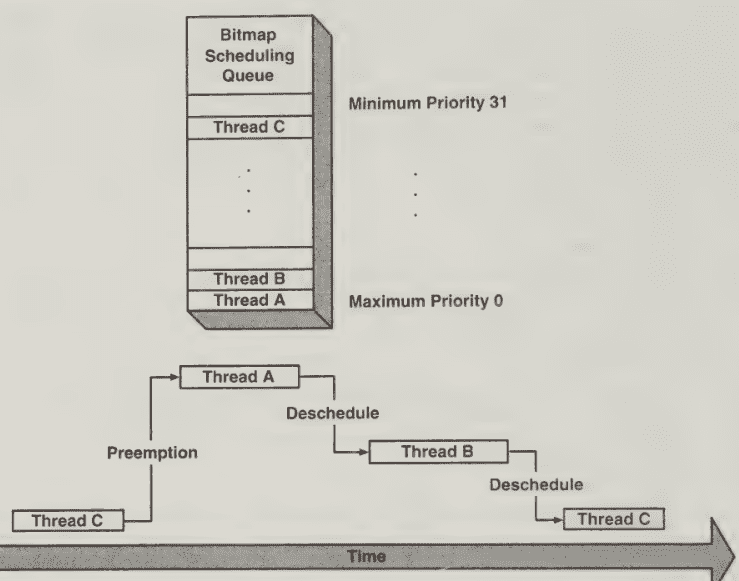 Bitmap
Scheduling
Queue
Minimum Priority 31
Thread C
Thread B
Thread A
Maximum Priority 0
Thread A
Deschedule
Preemption
Thread B
Deschedule
Thread C
Thread C
Time